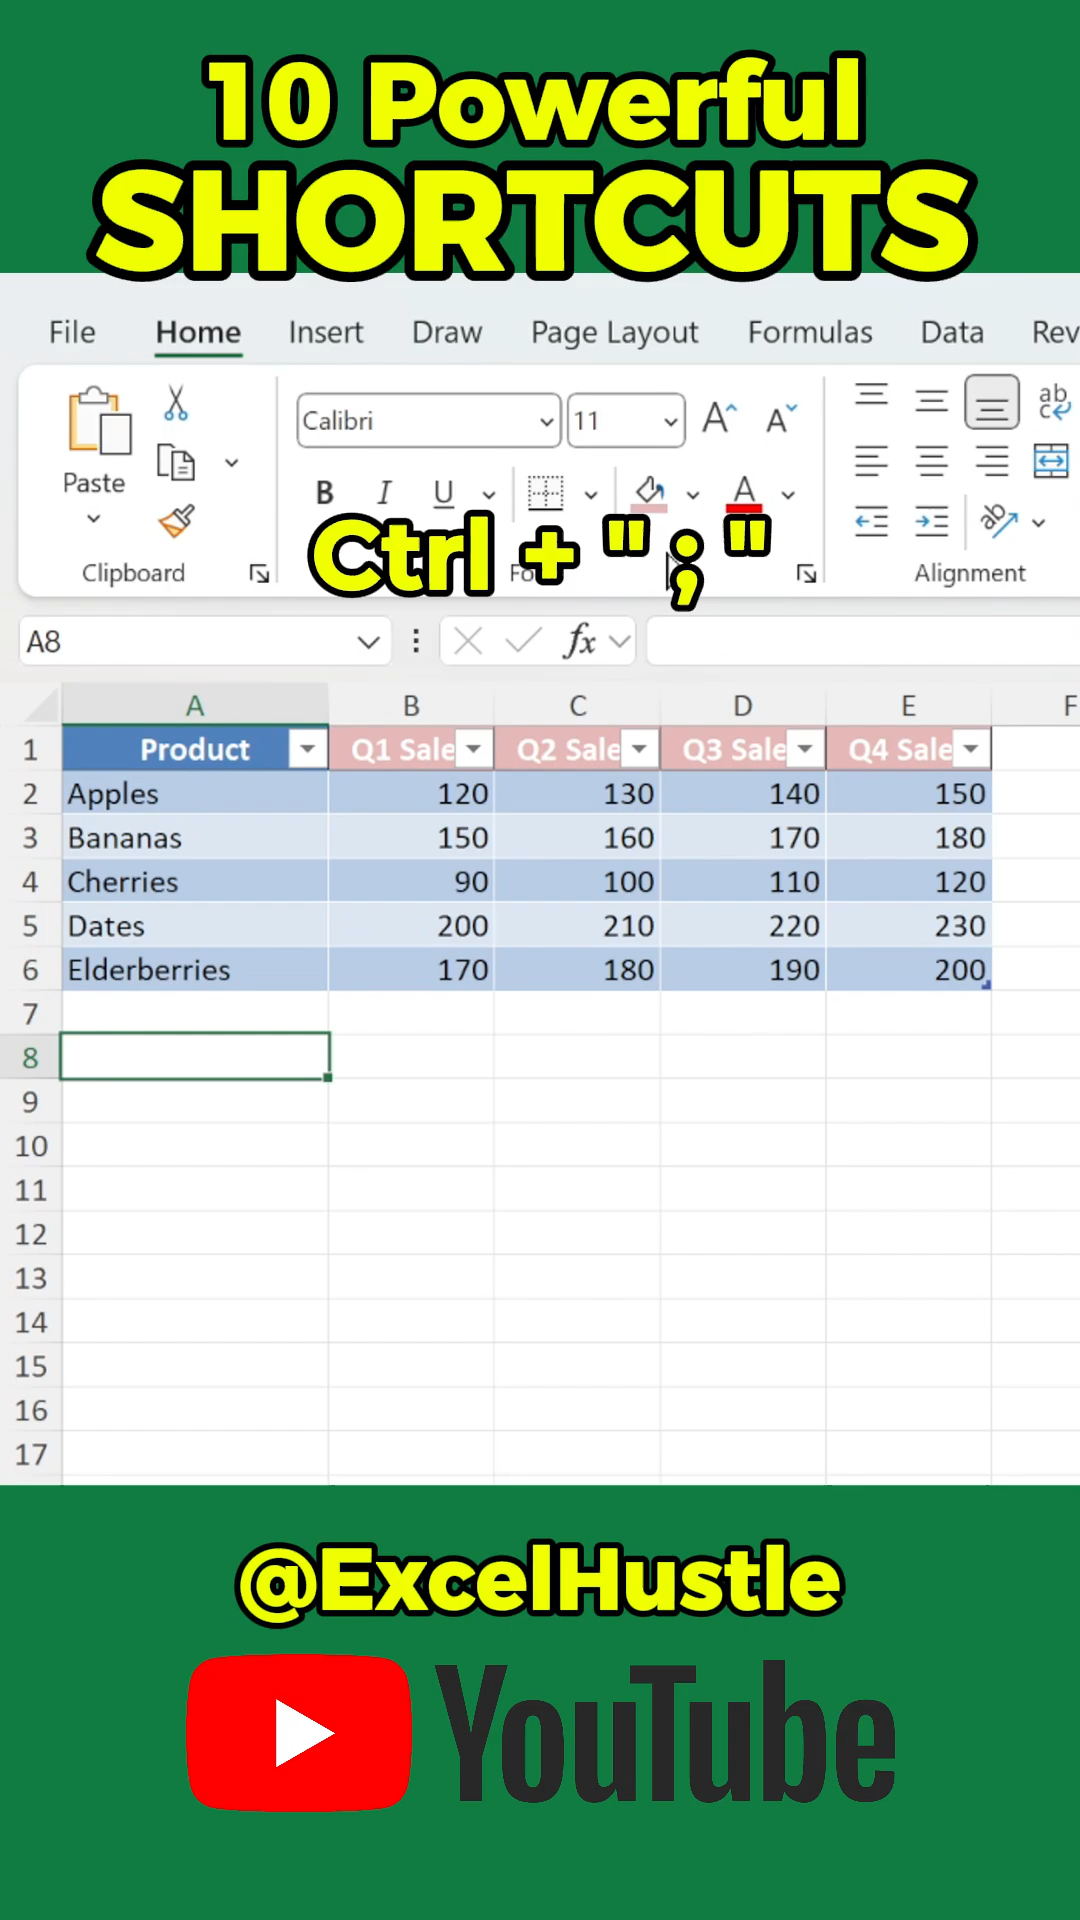 10 Powerful
SHORTCUTS
File Home Insert Draw Page Layout Formulas Data Rev
Calibri 11 A A ab c
Paste B I U A ab
Ctrl + ";"
Clipboard Fo Alignment
A8 fx
A B C D E F
1 Product Q1 Sale Q2 Sale Q3 Sale Q4 Sale
2 Apples 120 130 140 150
3 Bananas 150 160 170 180
4 Cherries 90 100 110 120
5 Dates 200 210 220 230
6 Elderberries 170 180 190 200
7
8
9
10
11
12
13
14
15
16
17
@ExcelHustle
YouTube